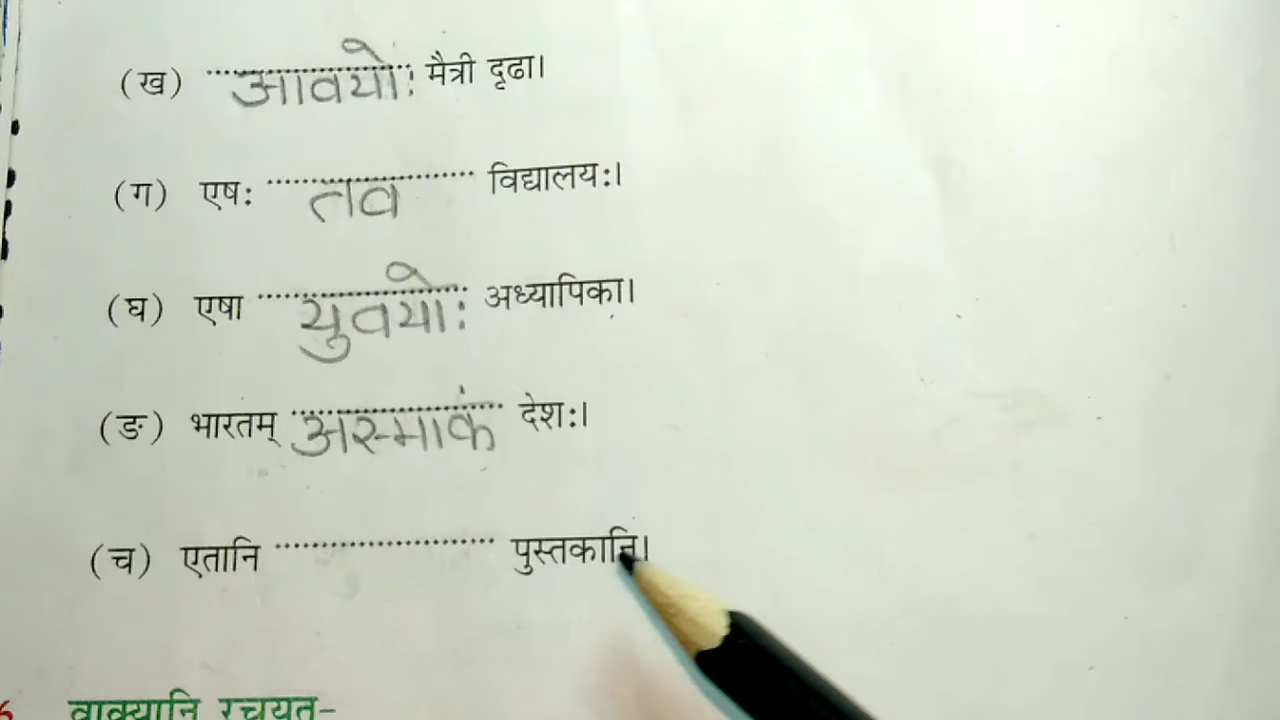 (ख) आवयोः मैत्री दृढा।
(ग) एषः तव विद्यालयः।
(घ) एषा युवयोः अध्यापिका।
(ङ) भारतम् अस्माकं देशः।
(च) एतानि .......................... पुस्तकानि।
वाक्यानि रचयत-